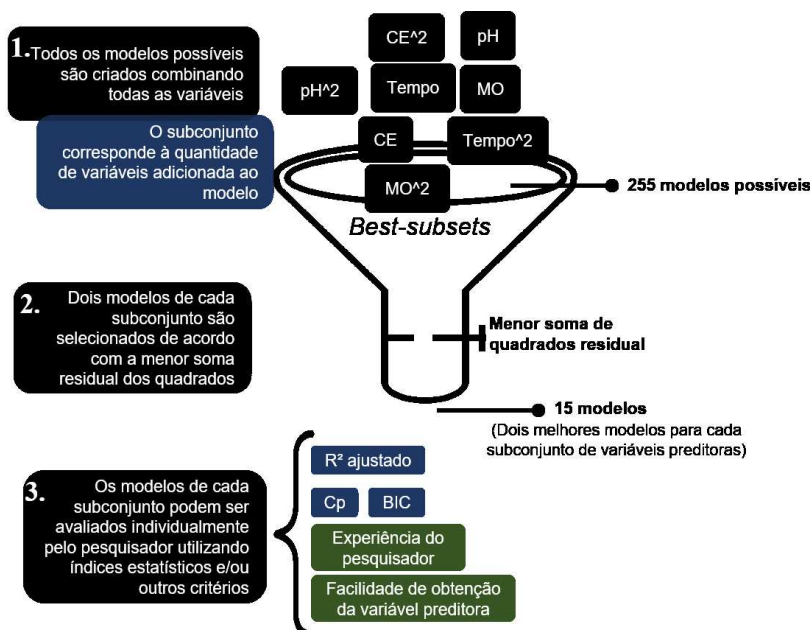 1.
Todos os modelos possíveis
são criados combinando
todas as variáveis
O subconjunto
corresponde à quantidade
de variáveis adicionada ao
modelo
CE^2
pH
pH^2
Tempo
MO
CE
Tempo^2
MO^2
255 modelos possíveis
Best-subsets
2.
Dois modelos de cada
subconjunto são
selecionados de acordo
com a menor soma
residual dos quadrados
Menor soma de
quadrados residual
15 modelos
(Dois melhores modelos para cada
subconjunto de variáveis preditoras)
3.
Os modelos de cada
subconjunto podem ser
avaliados individualmente
pelo pesquisador utilizando
índices estatísticos e/ou
outros critérios
R² ajustado
Cp
BIC
Experiência do
pesquisador
Facilidade de obtenção
da variável preditora